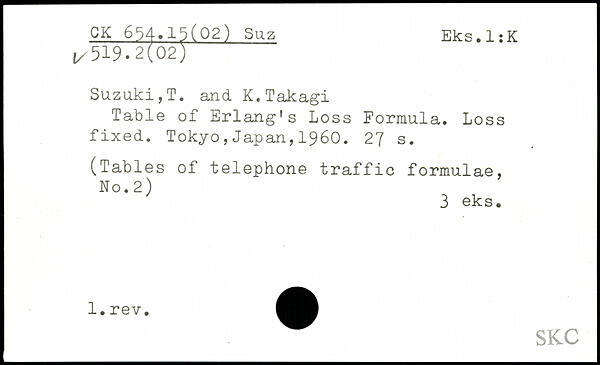 CK 654.15(02) Suz
Eks.1:K
✓519.2(02)
Suzuki,T. and K.Takagi
Table of Erlang's Loss Formula. Loss
fixed. Tokyo,Japan,1960. 27 s.
(Tables of telephone traffic formulae,
No.2)
3 eks.
1.rev.
SKC